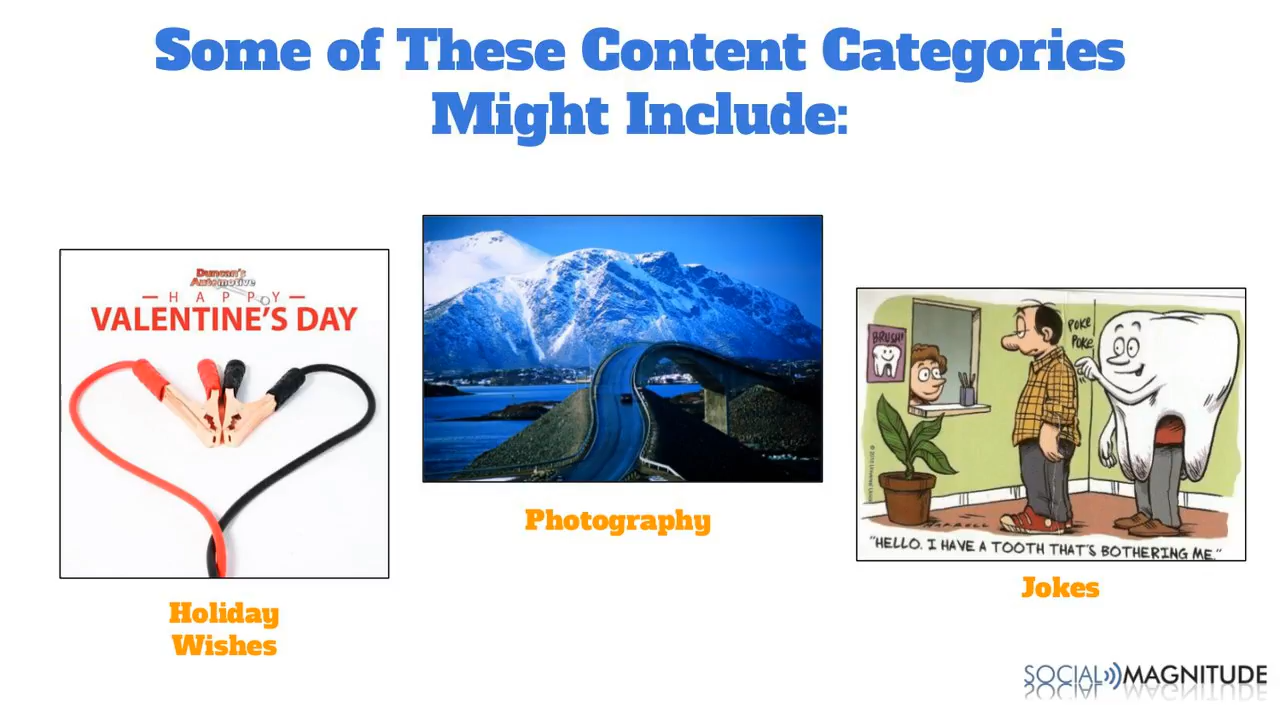 Some of These Content Categories
Might Include:
Duncan's
Automotive
HAPPY
VALENTINE'S DAY
Holiday
Wishes
Photography
BRUSH!
POKE
POKE
"HELLO. I HAVE A TOOTH THAT'S BOTHERING ME."
Jokes
SOCIAL MAGNITUDE